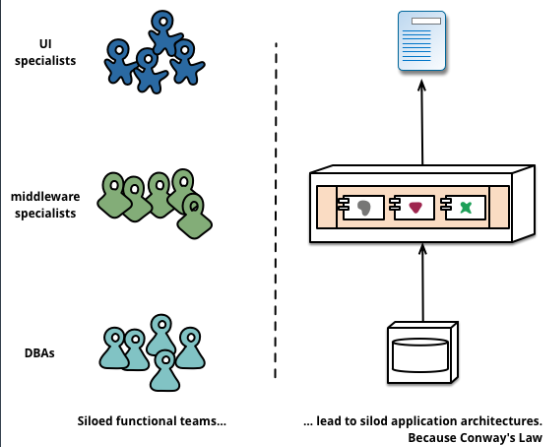 UI
specialists
middleware
specialists
DBAs
Siloed functional teams...
... lead to silod application architectures.
Because Conway's Law